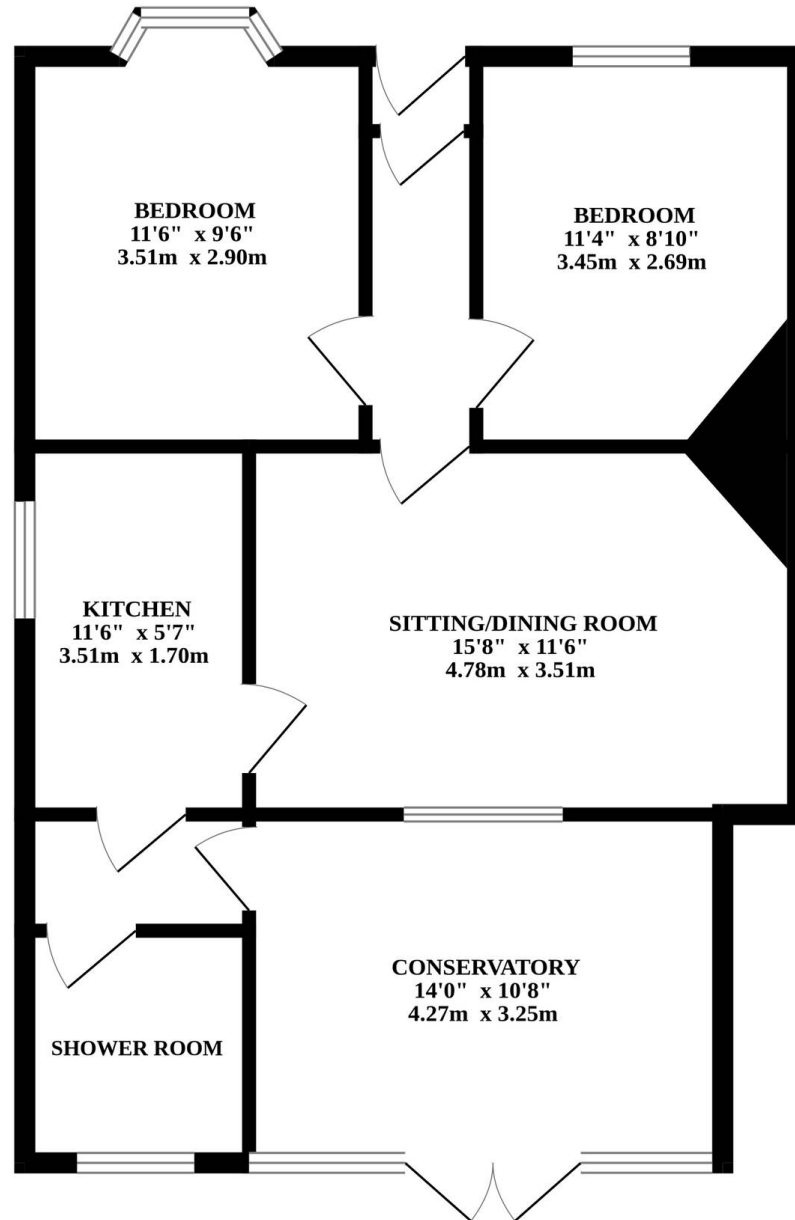 BEDROOM
11'6" x 9'6"
3.51m x 2.90m
BEDROOM
11'4" x 8'10"
3.45m x 2.69m
KITCHEN
11'6" x 5'7"
3.51m x 1.70m
SITTING/DINING ROOM
15'8" x 11'6"
4.78m x 3.51m
CONSERVATORY
14'0" x 10'8"
4.27m x 3.25m
SHOWER ROOM